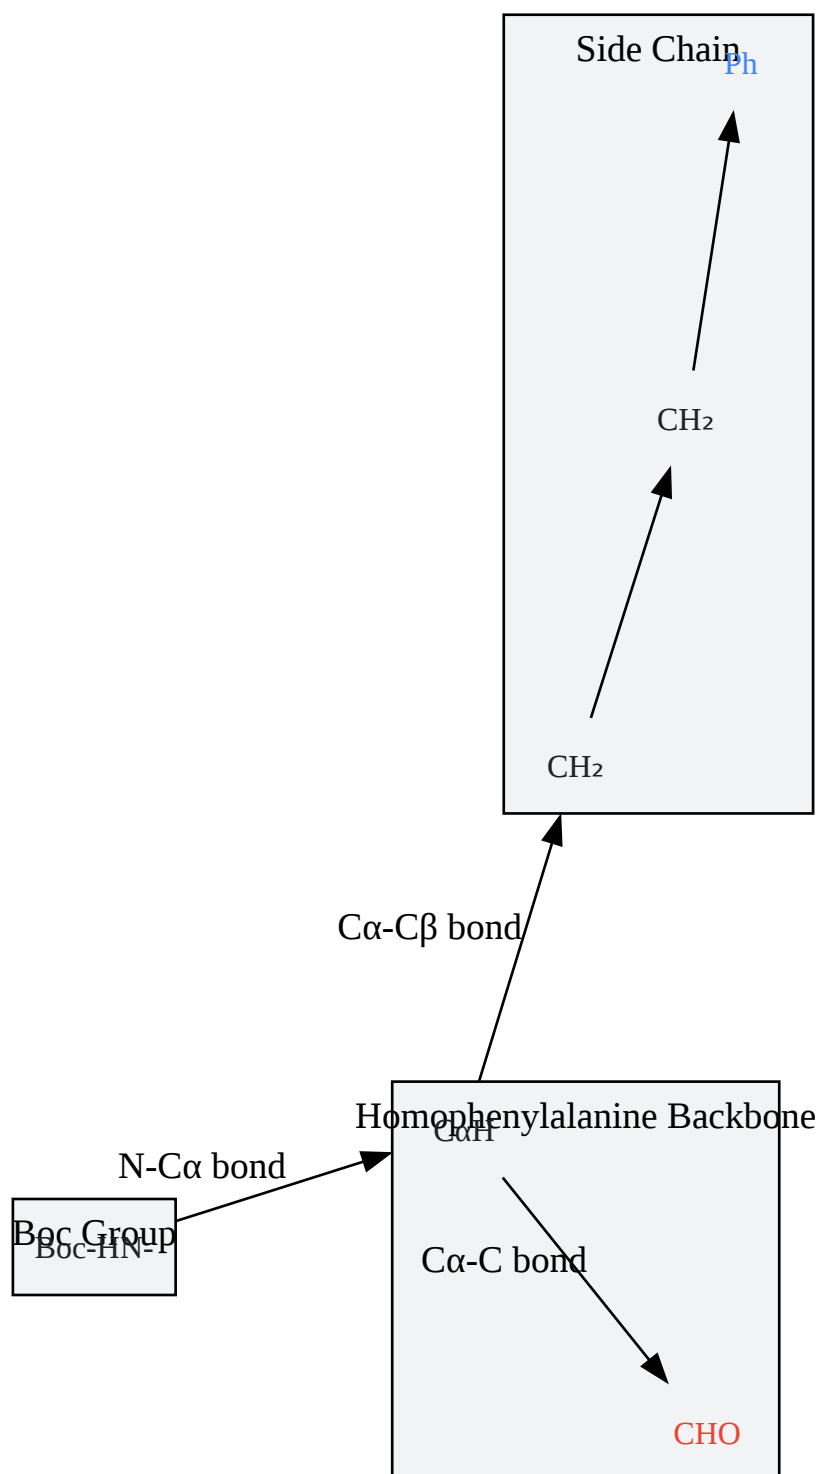 Side Chain
Ph
CH₂
CH₂
Cα-Cβ bond
Homophenylalanine Backbone
CαH
N-Cα bond
Boc Group
Boc-HN-
Cα-C bond
CHO